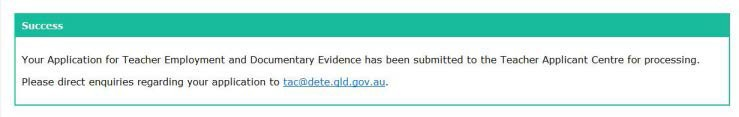 Success
Your Application for Teacher Employment and Documentary Evidence has been submitted to the Teacher Applicant Centre for processing.
Please direct enquiries regarding your application to tac@dete.qld.gov.au.